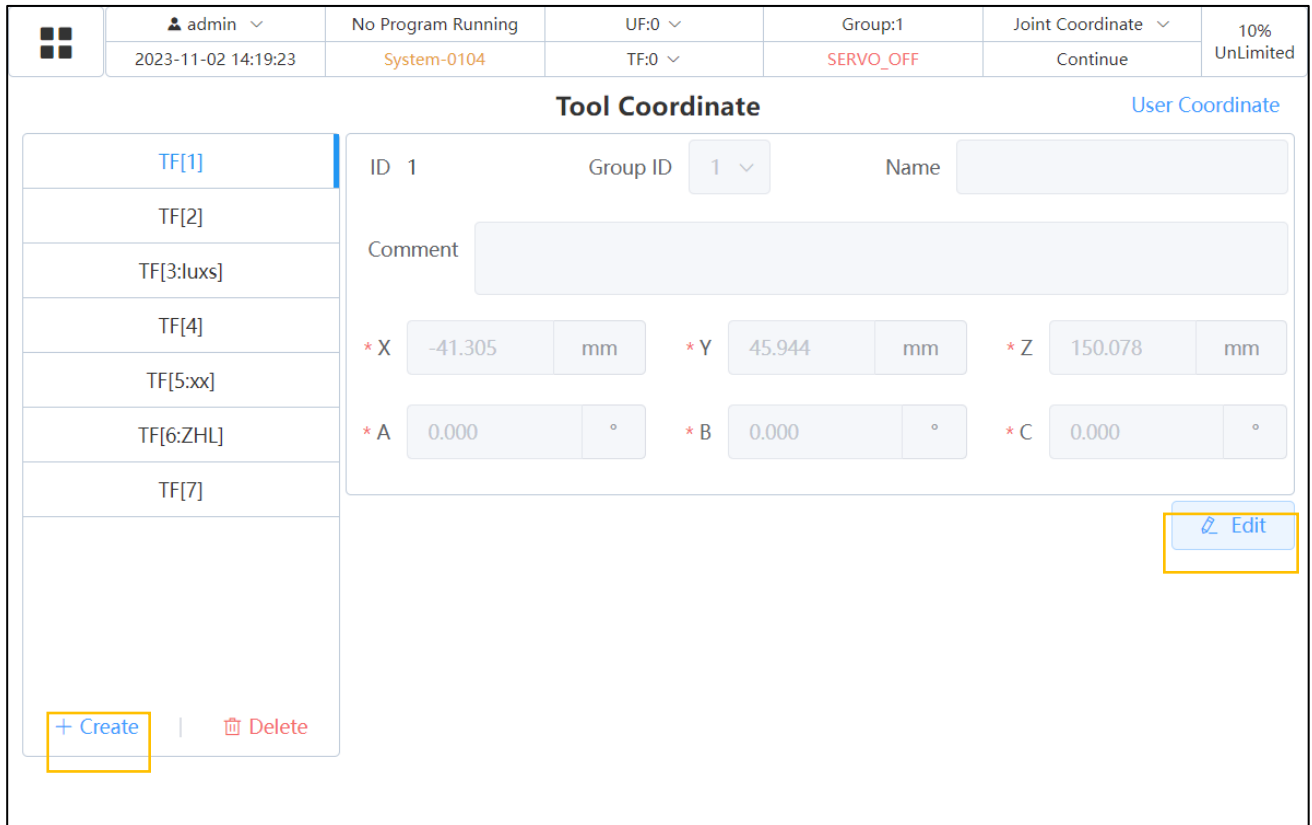 admin No Program Running UF:0 Group:1 Joint Coordinate 10%
2023-11-02 14:19:23 System-0104 TF:0 SERVO_OFF Continue UnLimited
Tool Coordinate User Coordinate
TF[1]
TF[2]
TF[3:luxs]
TF[4]
TF[5:xx]
TF[6:ZHL]
TF[7]
+ Create | Delete
ID 1 Group ID 1 Name
Comment
* X -41.305 mm * Y 45.944 mm * Z 150.078 mm
* A 0.000 ° * B 0.000 ° * C 0.000 °
Edit